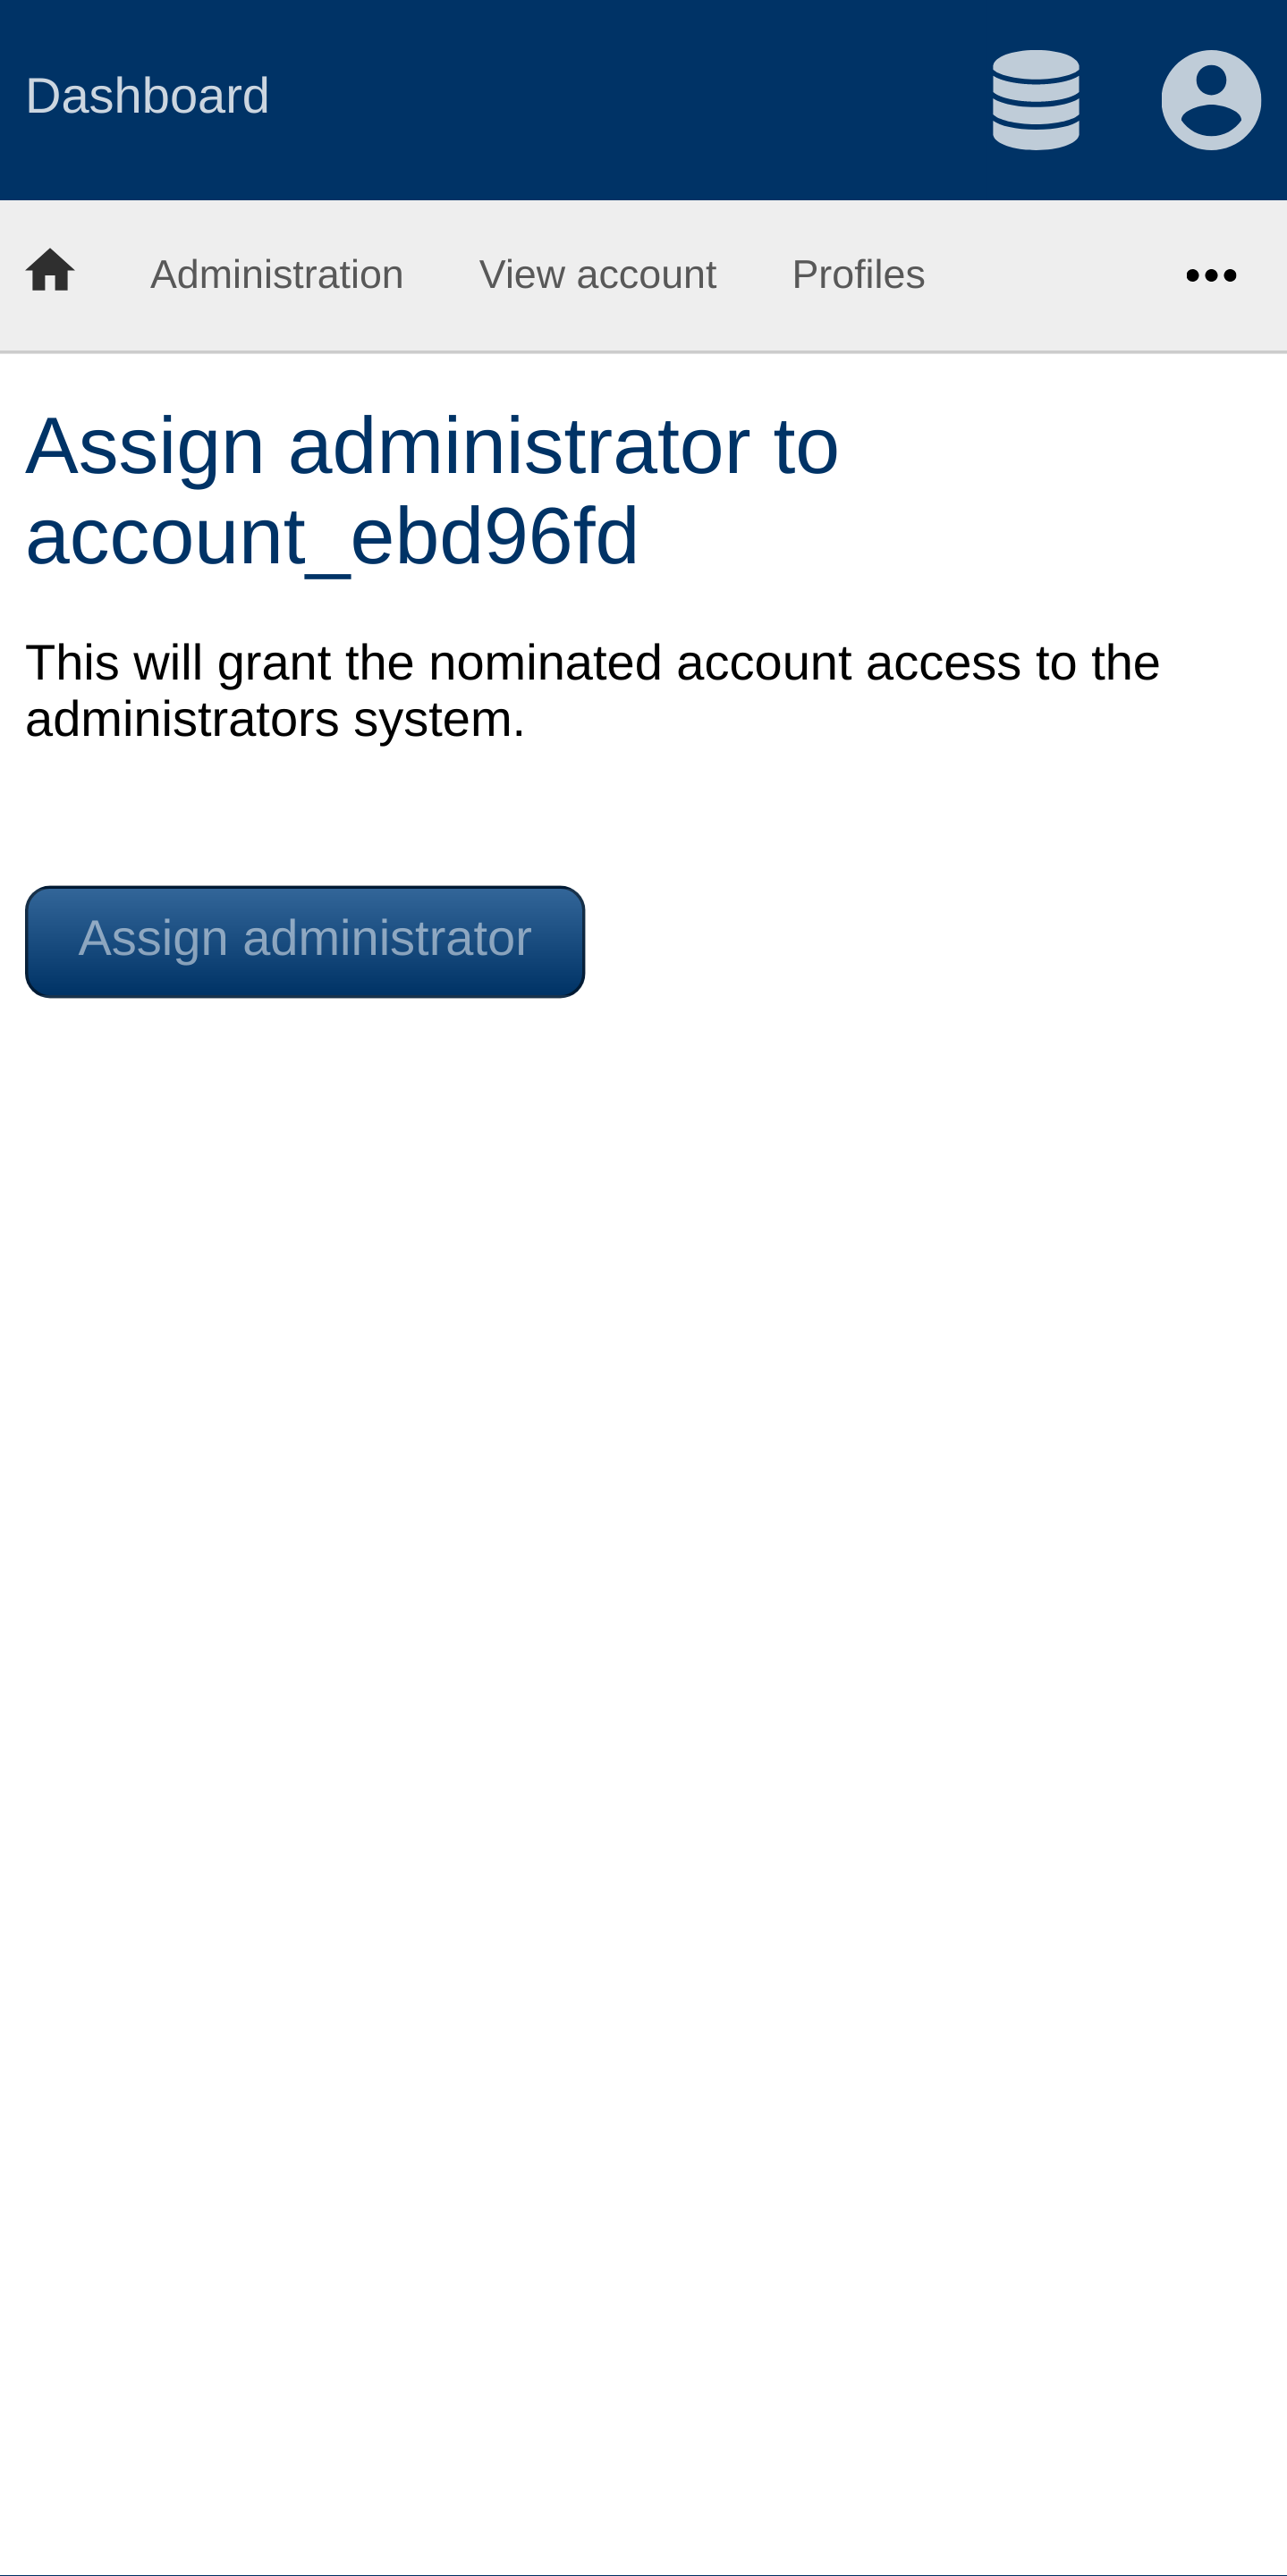 Dashboard
Administration View account Profiles
Assign administrator to
account_ebd96fd
This will grant the nominated account access to the
administrators system.
Assign administrator